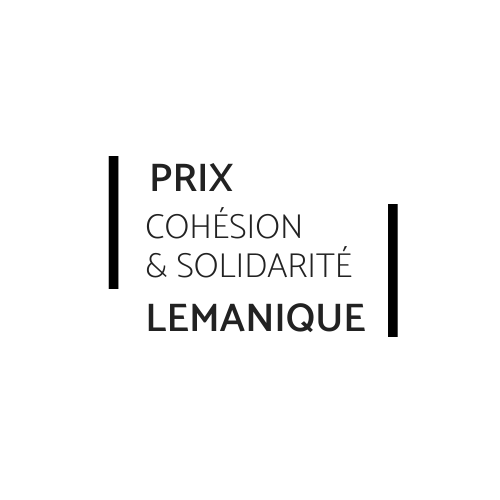 PRIX
COHÉSION
& SOLIDARITÉ
LEMANIQUE